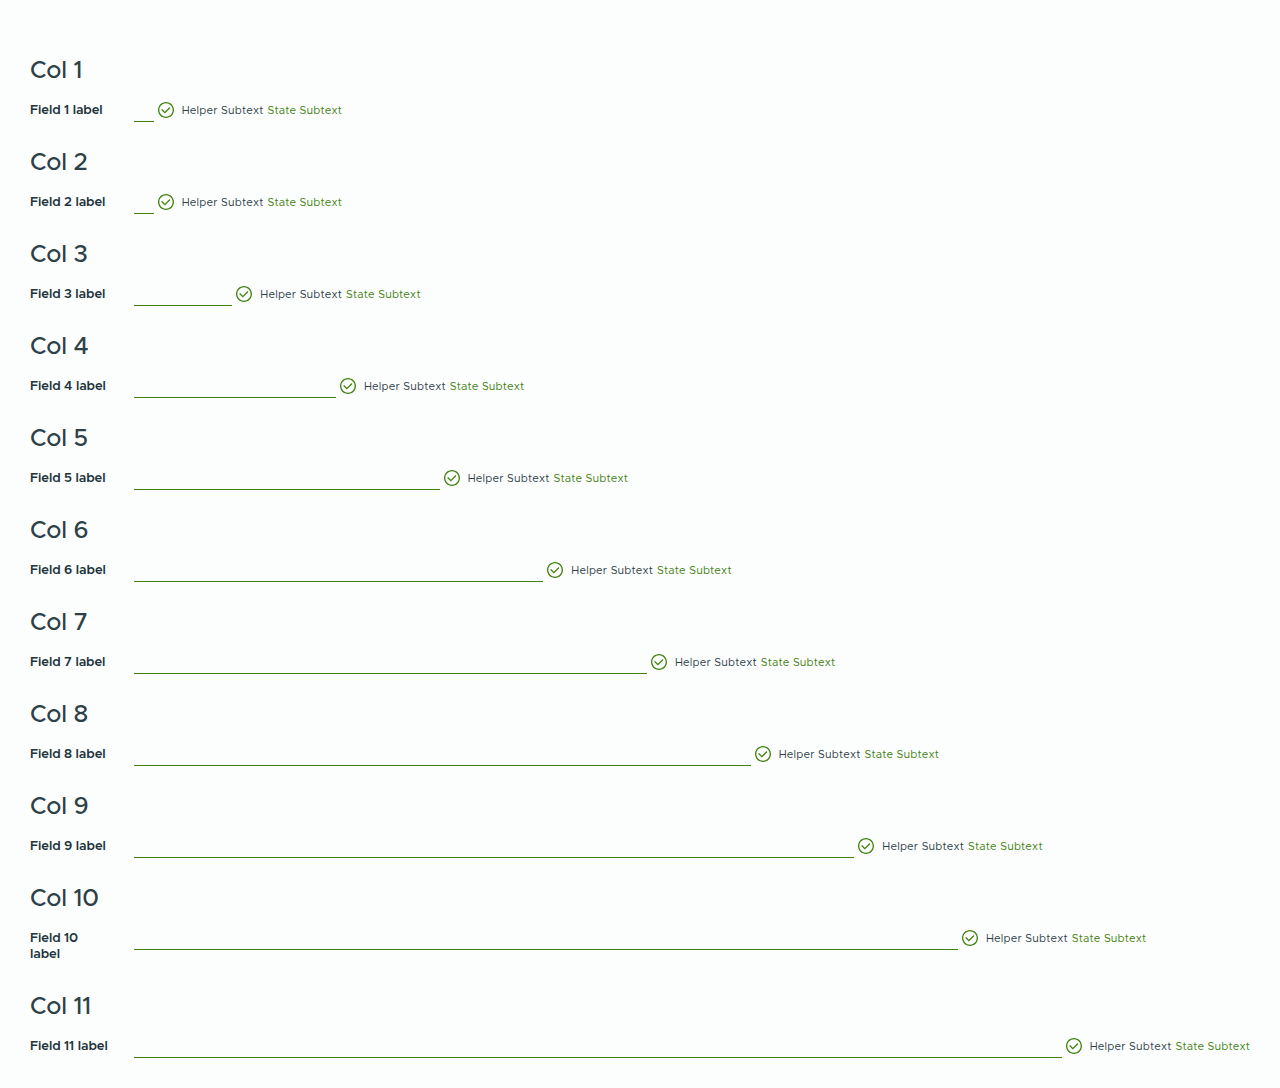 Col 1
Field 1 label Helper Subtext State Subtext
Col 2
Field 2 label Helper Subtext State Subtext
Col 3
Field 3 label Helper Subtext State Subtext
Col 4
Field 4 label Helper Subtext State Subtext
Col 5
Field 5 label Helper Subtext State Subtext
Col 6
Field 6 label Helper Subtext State Subtext
Col 7
Field 7 label Helper Subtext State Subtext
Col 8
Field 8 label Helper Subtext State Subtext
Col 9
Field 9 label Helper Subtext State Subtext
Col 10
Field 10 Helper Subtext State Subtext
label
Col 11
Field 11 label Helper Subtext State Subtext